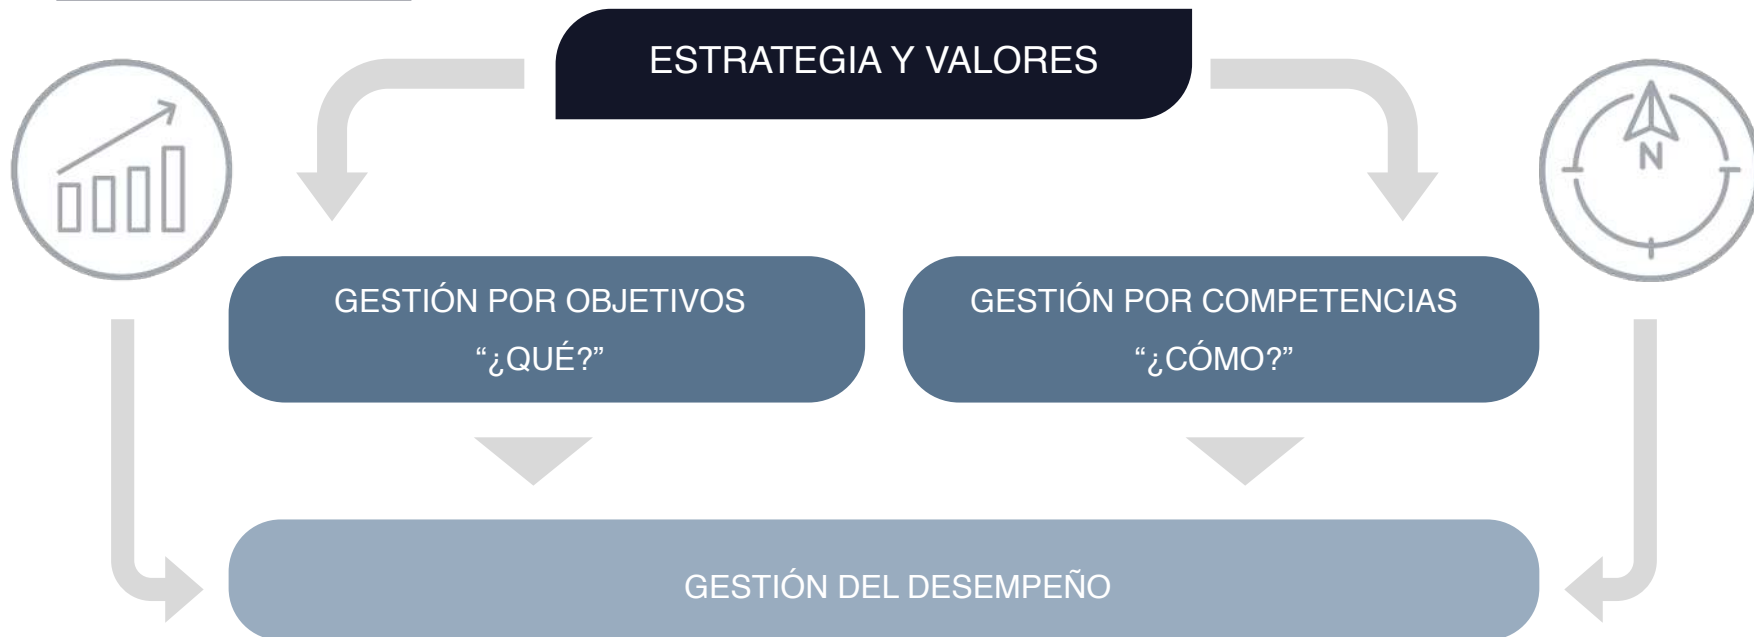 ESTRATEGIA Y VALORES
N
GESTIÓN POR OBJETIVOS
“¿QUÉ?”
GESTIÓN POR COMPETENCIAS
“¿CÓMO?”
GESTIÓN DEL DESEMPEÑO